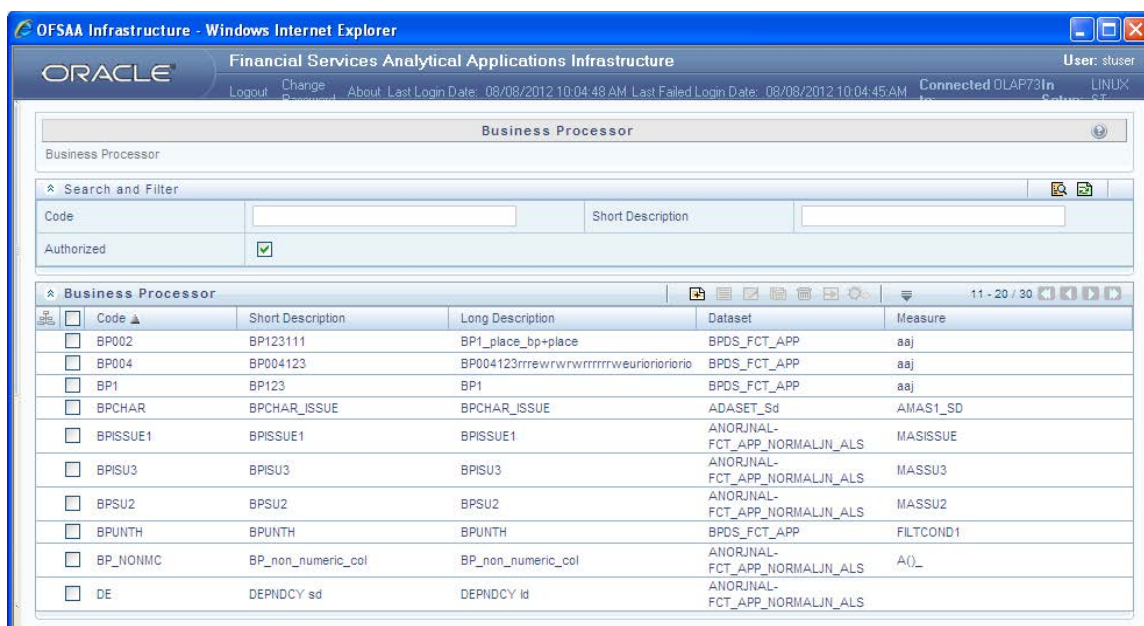 OFSAA Infrastructure - Windows Internet Explorer
ORACLE
Financial Services Analytical Applications Infrastructure
User: stuser
Logout Change About Last Login Date: 08/08/2012 10:04:48 AM Last Failed Login Date: 08/08/2012 10:04:45 AM Connected OLAP73In LINUX
Business Processor
Business Processor
Search and Filter
Code Short Description
Authorized
Business Processor 11 - 20 / 30
Code Short Description Long Description Dataset Measure
BP002 BP123111 BP1_place_bp+place BPDS_FCT_APP aaj
BP004 BP004123 BPDS_FCT_APP aaj
BP1 BP123 BP1 BPDS_FCT_APP aaj
BPCHAR BPCHAR_ISSUE BPCHAR_ISSUE ADASET_Sd AMAS1_SD
BPISSUE1 BPISSUE1 BPISSUE1 ANORJNAL-
FCT_APP_NORMALJN_ALS MASISSUE
BPISU3 BPISU3 BPISU3 ANORJNAL-
FCT_APP_NORMALJN_ALS MASSU3
BPSU2 BPSU2 BPSU2 ANORJNAL-
FCT_APP_NORMALJN_ALS MASSU2
BPUNTH BPUNTH BPUNTH BPDS_FCT_APP FILTCOND1
BP_NONMC BP_non_numeric_col BP_non_numeric_col ANORJNAL-
FCT_APP_NORMALJN_ALS A()_
DE DEPNDCY sd DEPNDCY ld ANORJNAL-
FCT_APP_NORMALJN_ALS